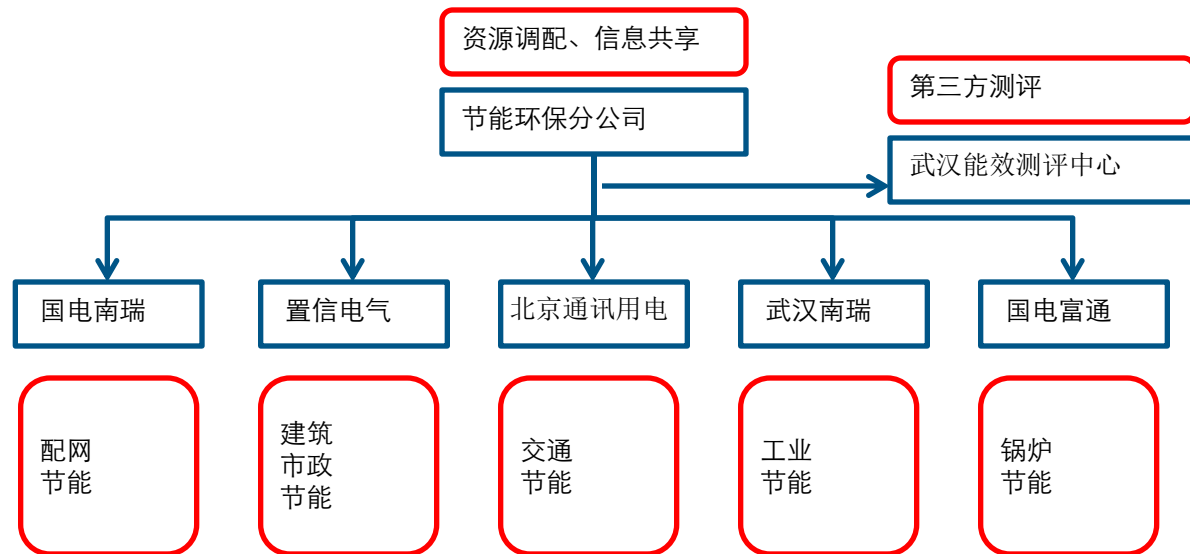 资源调配、信息共享
节能环保分公司
第三方测评
武汉能效测评中心
国电南瑞
置信电气
北京通讯用电
武汉南瑞
国电富通
配网
节能
建筑
市政
节能
交通
节能
工业
节能
锅炉
节能